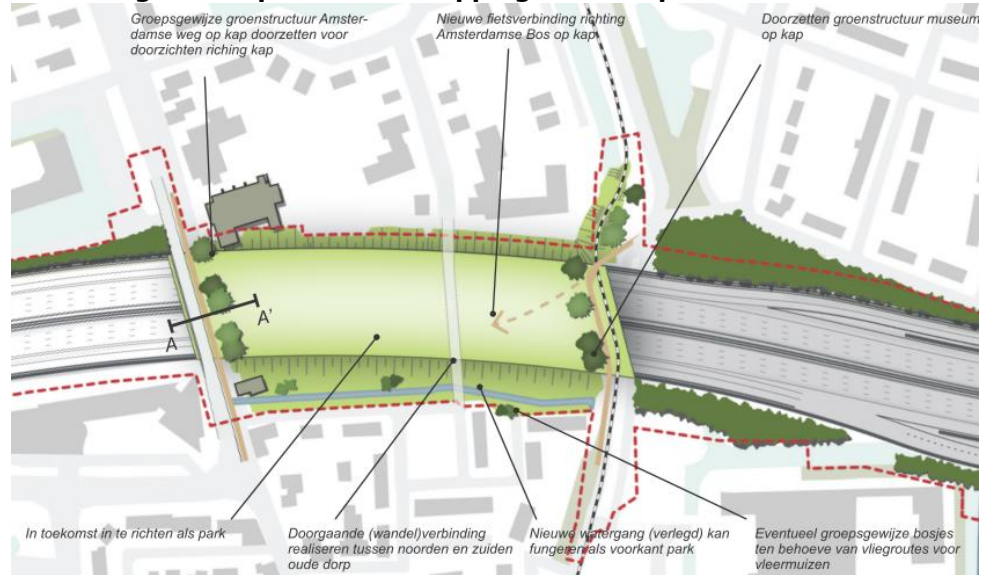 Groepsgewijze groenstructuur Amster-
damse weg op kap doorzetten voor
doorzichten riching kap
Nieuwe fietsverbinding richting
Amsterdamse Bos op kap
Doorzetten groenstructuur museum
op kap
A
A'
In toekomst in te richten als park
Doorgaande (wandel)verbinding
realiseren tussen noorden en zuiden
oude dorp
Nieuwe watergang (verlegd) kan
fungeren als voorkant park
Eventueel groepsgewijze bosjes
ten behoeve van vliegroutes voor
vleermuizen